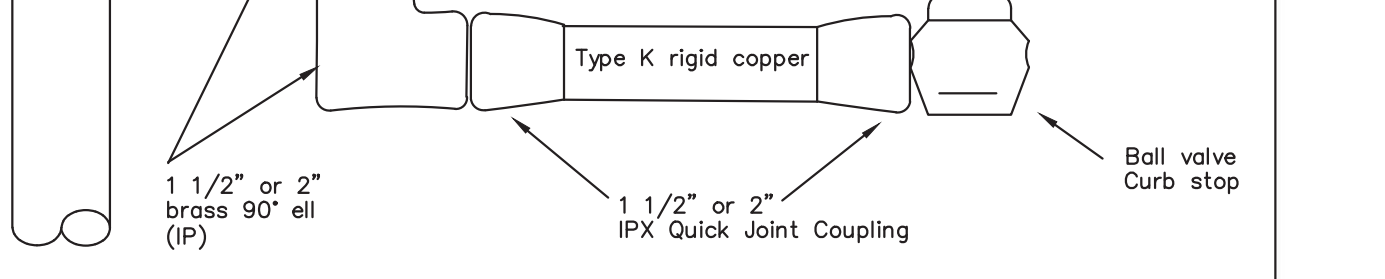 Type K rigid copper
1 1/2” or 2”
brass 90° ell
(IP)
1 1/2” or 2”
IPX Quick Joint Coupling
Ball valve
Curb stop